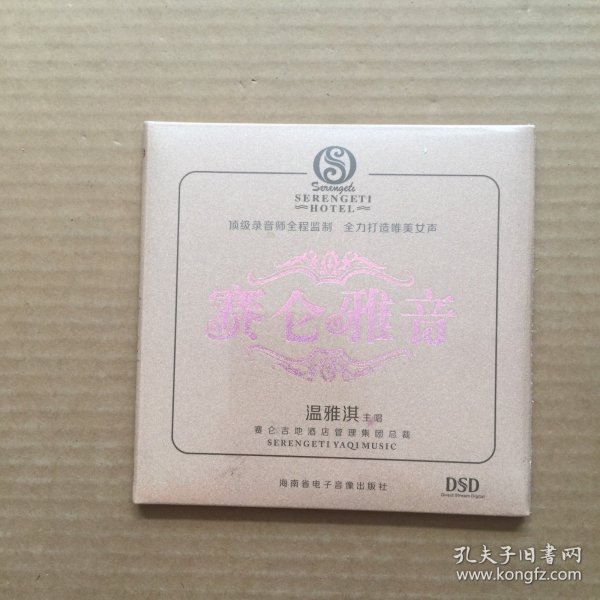 Serengeti
SERENGETI
HOTEL
顶级录音师全程监制 全力打造唯美女声
赛仑雅音
温雅淇 主唱
赛仑吉地酒店管理集团总裁
SERENGETI YAQI MUSIC
海南省电子音像出版社
DSD
Direct Stream Digital
孔夫子旧书网
www.kongfz.com